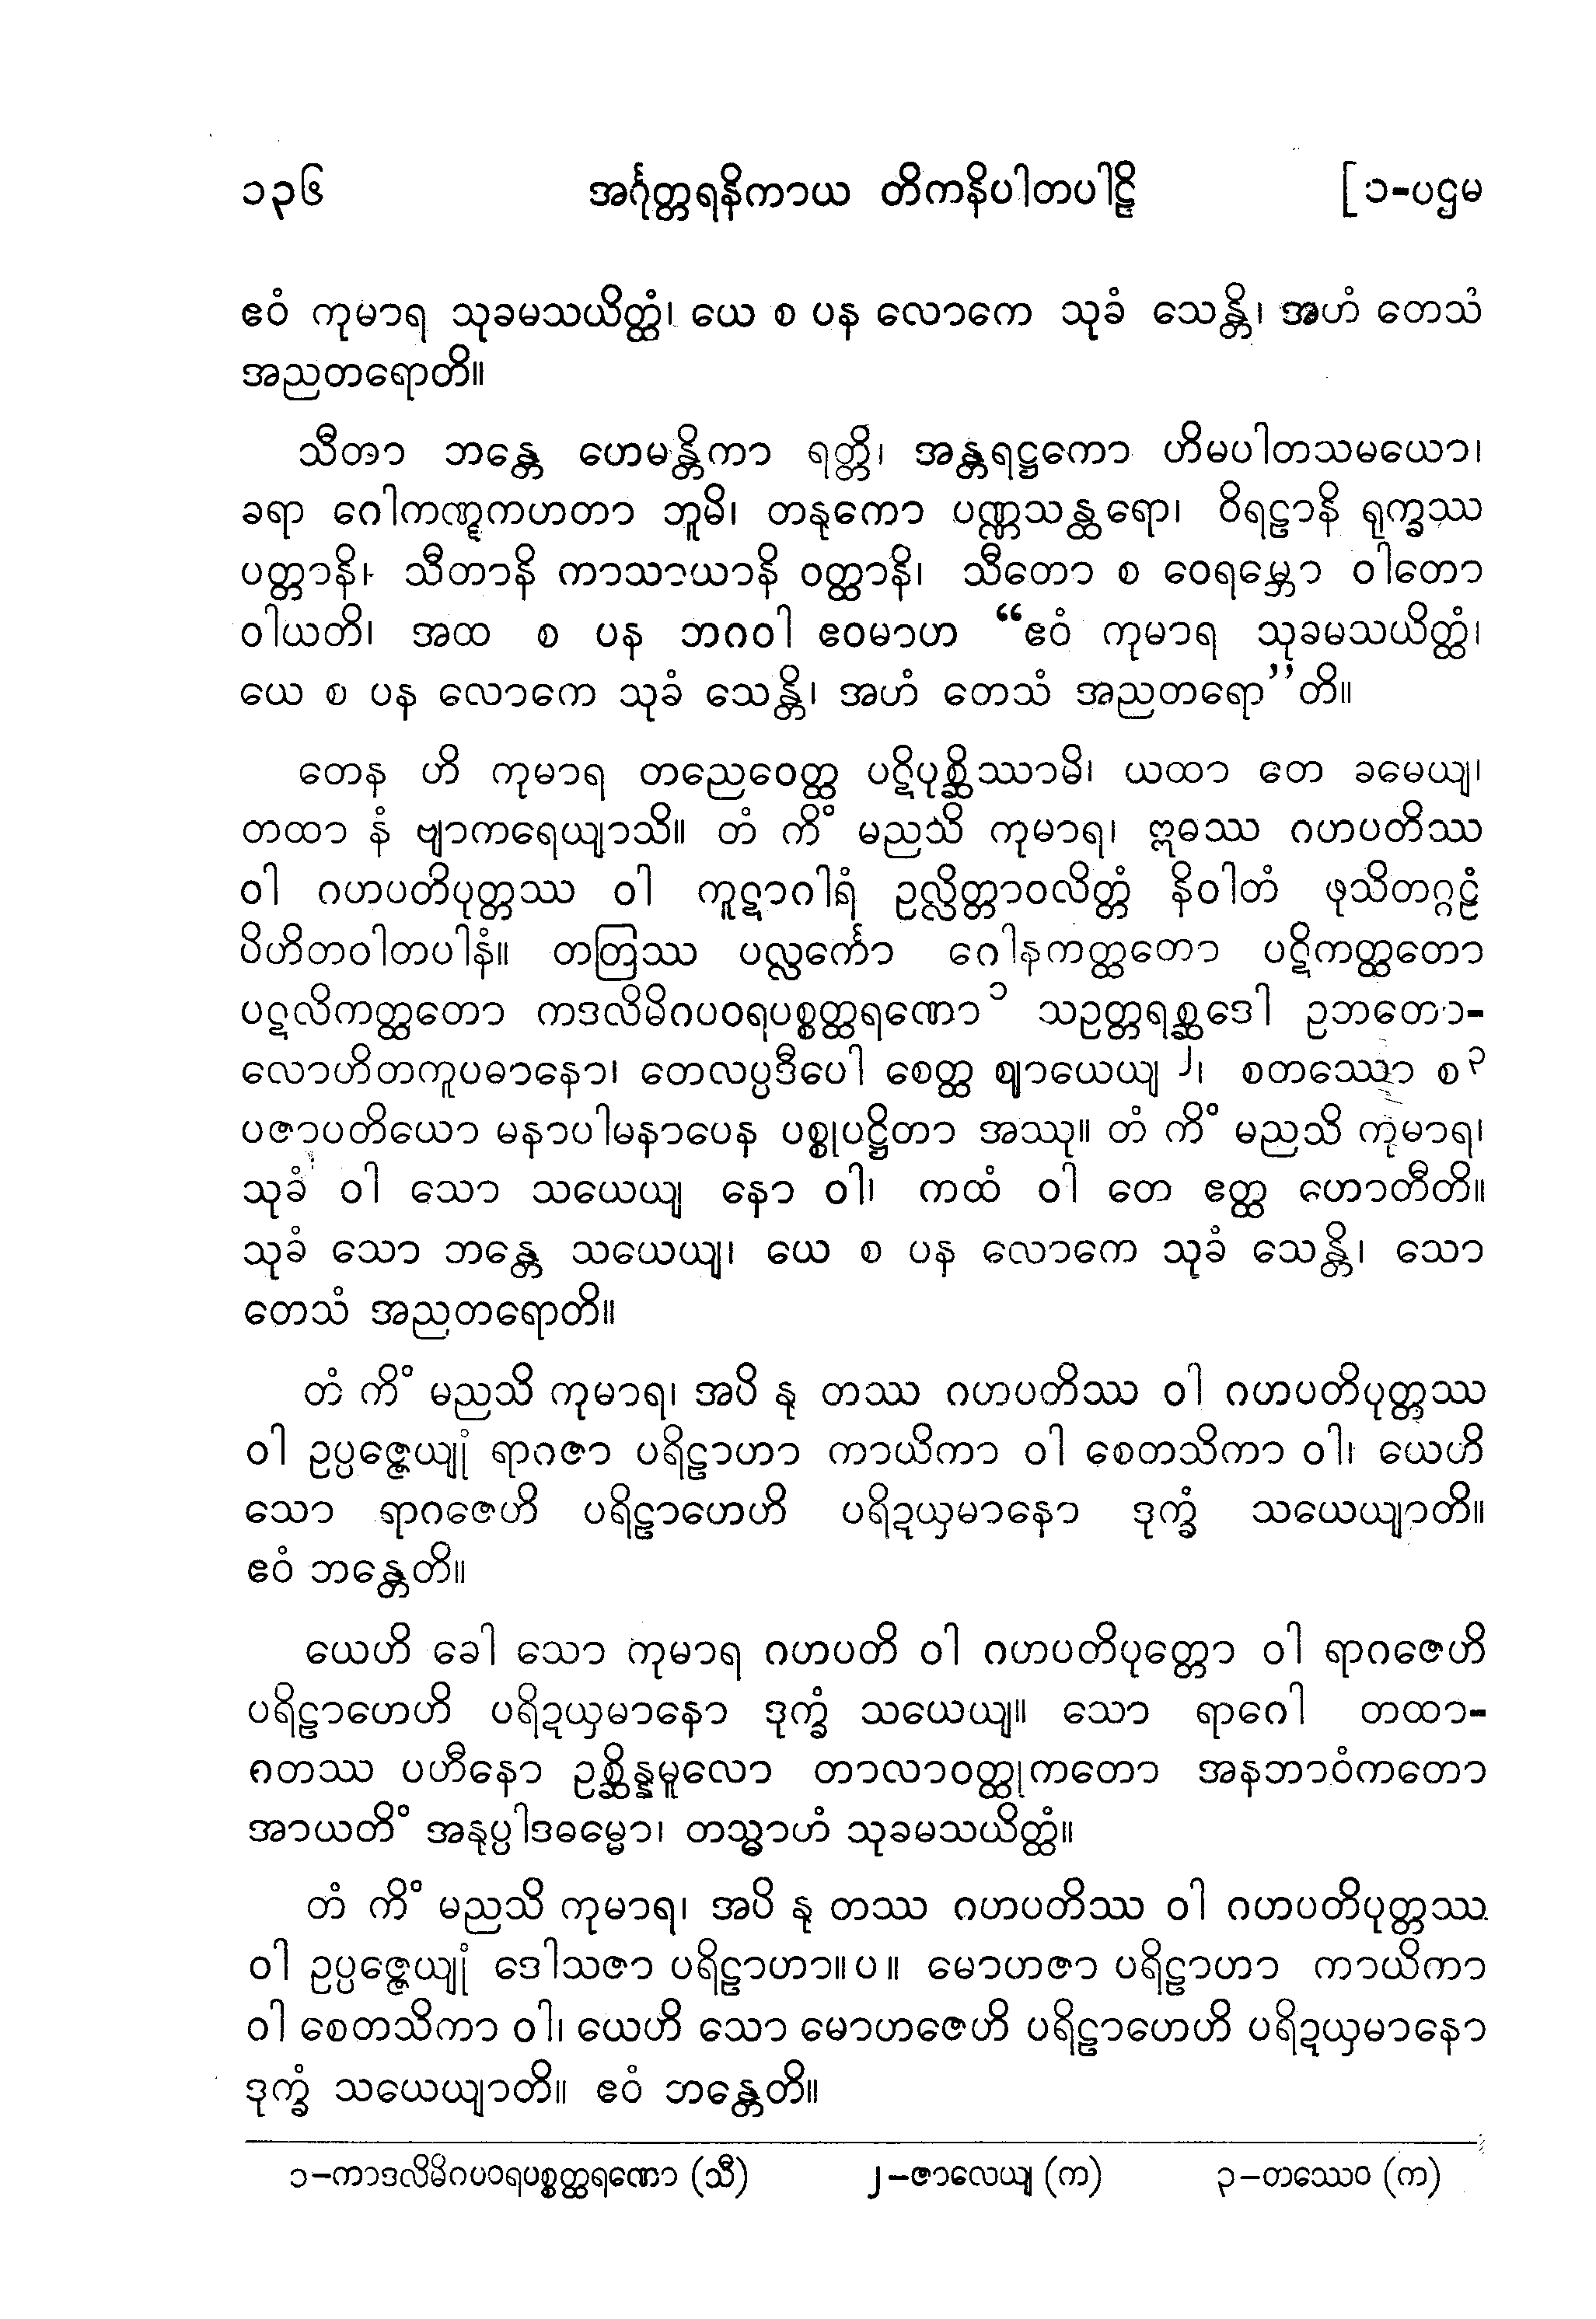 ၁၃၆ အင်္ဂုတ္တရနိကာယ တိကနိပါတပါဠိ [၁-ပဌမ
ဧဝံ ကုမာရ သုခမသယိတ္ထံ၊ ယေ စ ပန လောကေ သုခံ သေန္တိ၊ အဟံ တေသံ
အညတရောတိ။
သီတာ ဘန္တေ ဟေမန္တိကာ ရတ္တိ၊ အန္တရဋ္ဌကော ဟိမပါတသမယော၊
ခရာ ဂေါကဏ္ဋကဟတာ ဘူမိ၊ တနုကော ပဏ္ဏသန္ထရော၊ ဝိရဠာနိ ရုက္ခဿ
ပတ္တာနိ၊ သီတာနိ ကာသာယာနိ ဝတ္ထာနိ၊ သီတော စ ဝေရမ္ဘော ဝါတော
ဝါယတိ၊ အထ စ ပန ဘဂဝါ ဧဝမာဟ “ဧဝံ ကုမာရ သုခမသယိတ္ထံ၊
ယေ စ ပန လောကေ သုခံ သေန္တိ၊ အဟံ တေသံ အညတရော”တိ။
တေန ဟိ ကုမာရ တညေဝေတ္ထ ပဋိပုစ္ဆိဿာမိ၊ ယထာ တေ ခမေယျ၊
တထာ နံ ဗျာကရေယျာသိ။ တံ ကိံ မညသိ ကုမာရ၊ ဣဓဿ ဂဟပတိဿ
ဝါ ဂဟပတိပုတ္တဿ ဝါ ကူဋာဂါရံ ဥလ္လိတ္တာဝလိတ္တံ နိဝါတံ ဖုသိတဂ္ဂဠံ
ပိဟိတဝါတပါနံ။ တတြဿ ပလ္လင်္ကော ဂေါနကတ္ထတော ပဋိကတ္ထတော
ပဋလိကတ္ထတော ကဒလိမိဂပဝရပစ္စတ္ထရဏော၁ သဥတ္တရစ္ဆဒေါ ဥဘတော-
လောဟိတကူပဓာနော၊ တေလပ္ပဒီပေါ စေတ္ထ ဈာယေယျ၂၊ စတဿော စ၃
ပဇာပတိယော မနာပါမနာပေန ပစ္စုပဋ္ဌိတာ အဿု။ တံ ကိံ မညသိ ကုမာရ၊
သုခံ ဝါ သော သယေယျ နော ဝါ၊ ကထံ ဝါ တေ ဧတ္ထ ဟောတီတိ။
သုခံ သော ဘန္တေ သယေယျ၊ ယေ စ ပန လောကေ သုခံ သေန္တိ၊ သော
တေသံ အညတရောတိ။
တံ ကိံ မညသိ ကုမာရ၊ အပိ နု တဿ ဂဟပတိဿ ဝါ ဂဟပတိပုတ္တဿ
ဝါ ဥပ္ပဇ္ဇေယျုံ ရာဂဇာ ပရိဠာဟာ ကာယိကာ ဝါ စေတသိကာ ဝါ၊ ယေဟိ
သော ရာဂဇေဟိ ပရိဠာဟေဟိ ပရိဍယှမာနော ဒုက္ခံ သယေယျာတိ။
ဧဝံ ဘန္တေတိ။
ယေဟိ ခေါ သော ကုမာရ ဂဟပတိ ဝါ ဂဟပတိပုတ္တော ဝါ ရာဂဇေဟိ
ပရိဠာဟေဟိ ပရိဍယှမာနော ဒုက္ခံ သယေယျ။ သော ရာဂေါ တထာ-
ဂတဿ ပဟီနော ဥစ္ဆိန္နမူလော တာလာဝတ္ထုကတော အနဘာဝံကတော
အာယတိံ အနုပ္ပါဒဓမ္မော၊ တသ္မာဟံ သုခမသယိတ္ထံ။
တံ ကိံ မညသိ ကုမာရ၊ အပိ နု တဿ ဂဟပတိဿ ဝါ ဂဟပတိပုတ္တဿ
ဝါ ဥပ္ပဇ္ဇေယျုံ ဒေါသဇာ ပရိဠာဟာ။ပ။ မောဟဇာ ပရိဠာဟာ ကာယိကာ
ဝါ စေတသိကာ ဝါ၊ ယေဟိ သော မောဟဇေဟိ ပရိဠာဟေဟိ ပရိဍယှမာနော
ဒုက္ခံ သယေယျာတိ။ ဧဝံ ဘန္တေတိ။
၁-ကာဒလိမိဂပဝရပစ္စတ္ထရဏော (သီ) ၂-ဇာလေယျ (က) ၃-တဿေဝ (က)